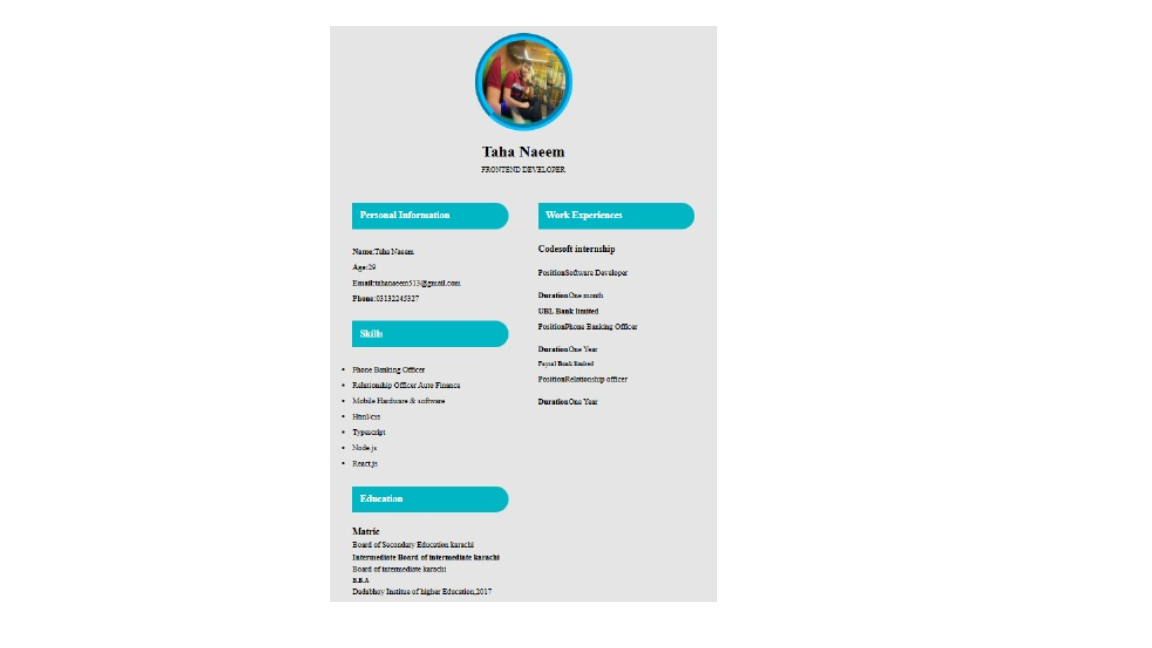 Taha Naeem
FRONTEND DEVELOPER
Personal Information
Name:Taha Naeem
Age:29
Email:tahanaeem513@gmail.com
Phone:03132245327
Skills
Phone Banking Officer
Relationship Officer Auto Finance
Mobile Hardware & software
Html/css
Typescript
Node.js
React.js
Education
Matric
Board of Secondary Education karachi
Intermediate Board of intermediate karachi
Board of intermediate karachi
B.B.A
Dadabhoy Institue of higher Education,2017
Work Experiences
Codesoft internship
PositionSoftware Developer
DurationOne month
UBL Bank limited
PositionPhone Banking Officer
DurationOne Year
Faysal Bank limited
PositionRelationship officer
DurationOne Year